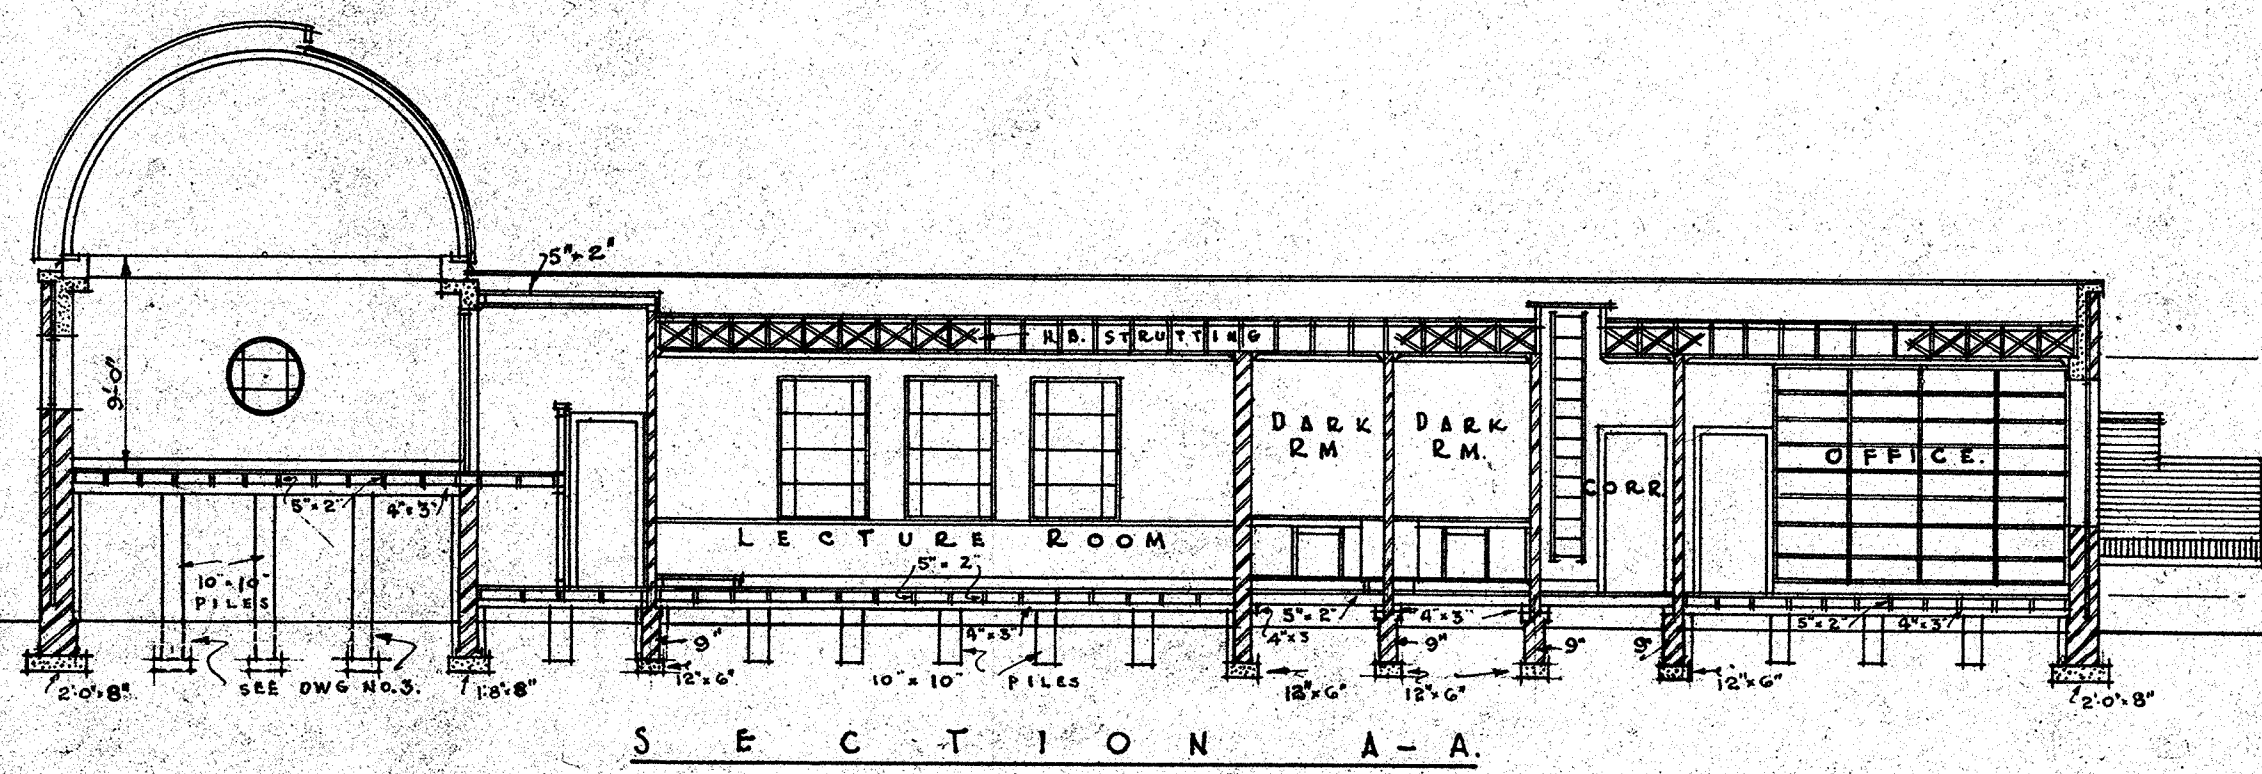 5" × 2"
H.B. STRUTTING
9'-0"
DARK
RM
DARK
RM.
OFFICE.
CORR
LECTURE ROOM
5" × 2"
4" × 3"
5" × 2"
10" × 10"
PILES
5" × 2"
4" × 3"
4" × 3"
4" × 3
5" × 2"
4" × 3"
9"
9"
9"
9"
2'·0" × 8"
SEE DWG NO. 3.
1'8" × 8"
12" × 6"
10" × 10" PILES
12" × 6"
12" × 6"
12" × 6"
2'·0" × 8"
SECTION A-A.